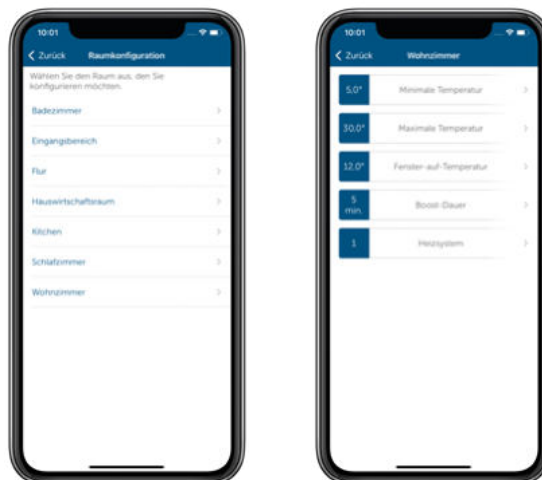 10:01
Zurück Raumkonfiguration
Wählen Sie den Raum aus, den Sie
konfigurieren möchten.
Badezimmer
Eingangsbereich
Flur
Hauswirtschaftsraum
Kitchen
Schlafzimmer
Wohnzimmer
10:01
Zurück Wohnzimmer
5,0° Minimale Temperatur
30,0° Maximale Temperatur
12,0° Fenster-auf-Temperatur
5
min. Boost-Dauer
1 Heizsystem